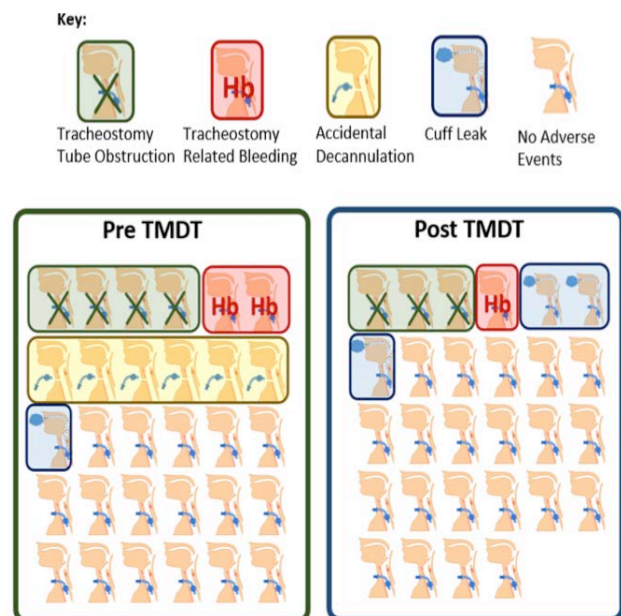 Key:
Hb
Tracheostomy
Tube Obstruction
Tracheostomy
Related Bleeding
Accidental
Decannulation
Cuff Leak
No Adverse
Events
Pre TMDT
Hb Hb
Post TMDT
Hb